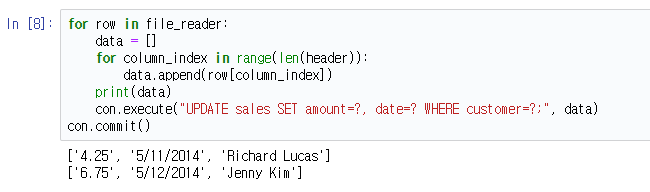 In [8]: for row in file_reader:
    data = []
    for column_index in range(len(header)):
        data.append(row[column_index])
    print(data)
    con.execute("UPDATE sales SET amount=?, date=? WHERE customer=?;", data)
con.commit()
['4.25', '5/11/2014', 'Richard Lucas']
['6.75', '5/12/2014', 'Jenny Kim']